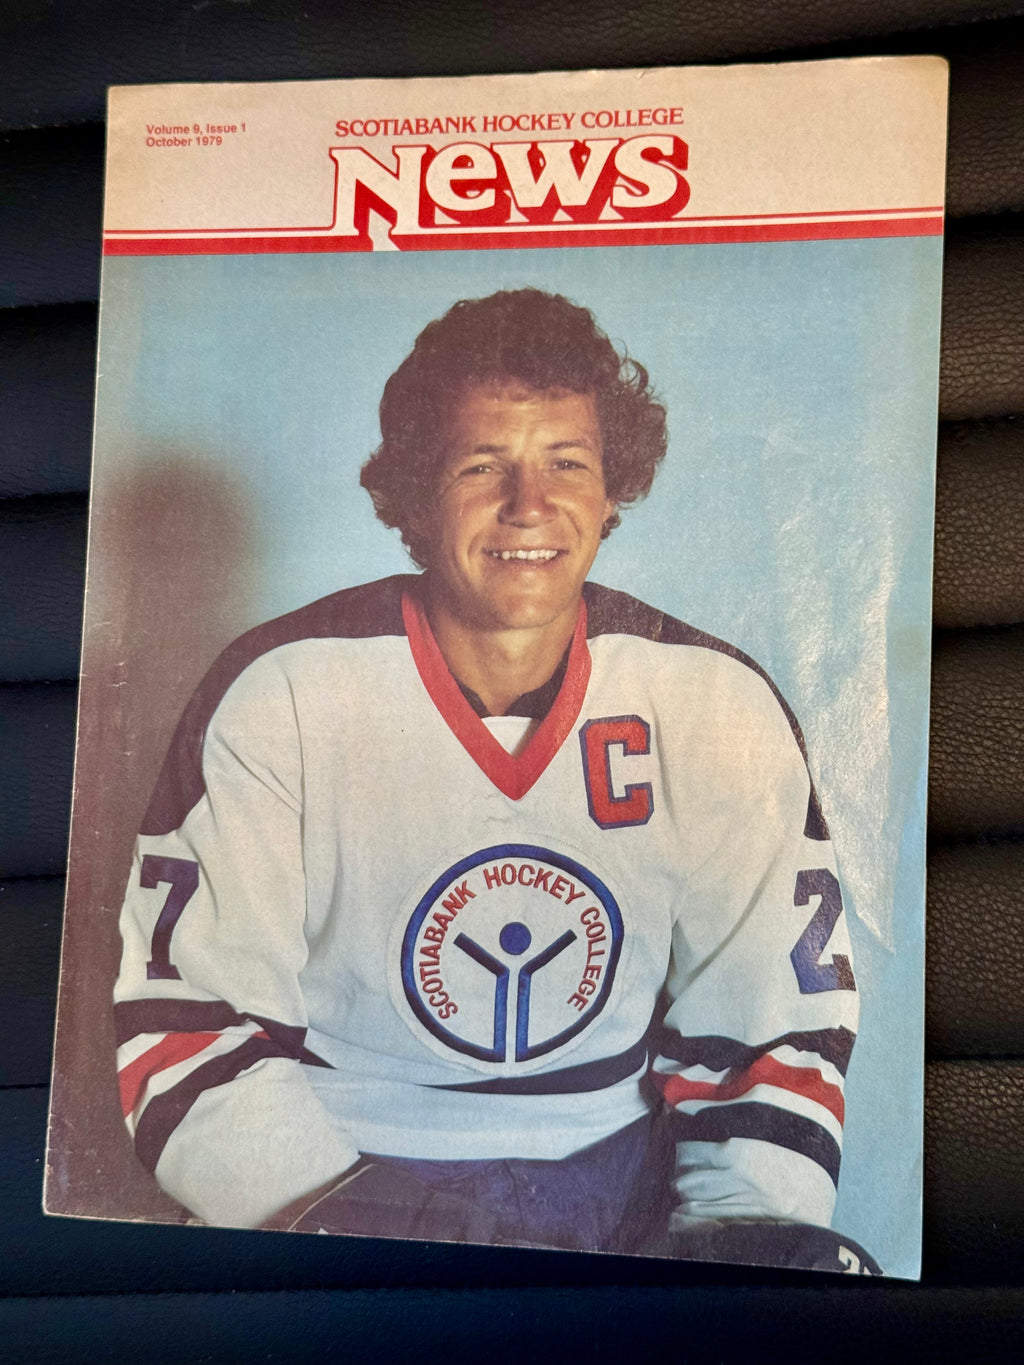 Volume 9, Issue 1
October 1979
SCOTIABANK HOCKEY COLLEGE
News
C
7
2
SCOTIABANK HOCKEY COLLEGE